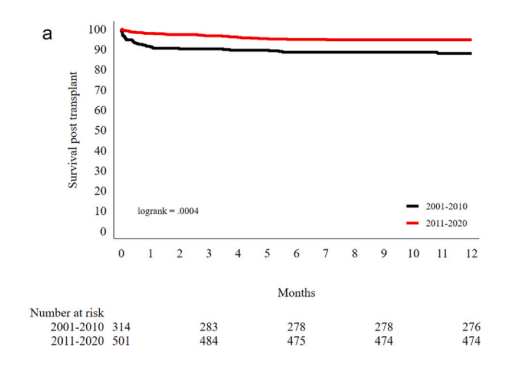 a
Survival post transplant
100
90
80
70
60
50
40
30
20
10
0
logrank = .0004
2001-2010
2011-2020
0 1 2 3 4 5 6 7 8 9 10 11 12
Months
Number at risk
2001-2010 314 283 278 278 276
2011-2020 501 484 475 474 474